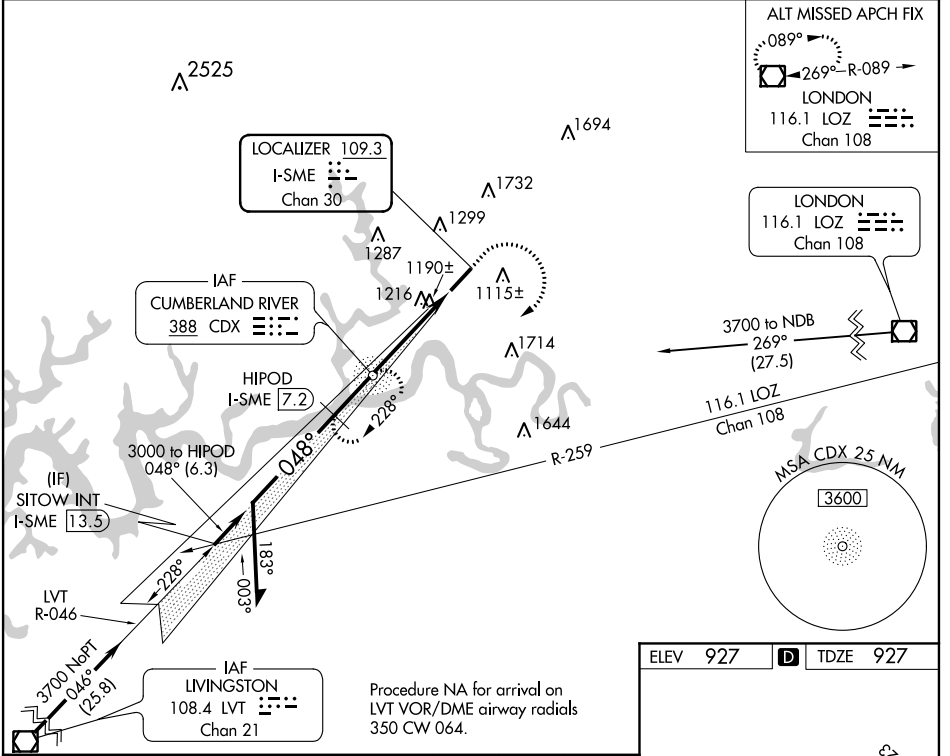 ALT MISSED APCH FIX
089°
269°
R-089
LONDON
116.1 LOZ
Chan 108
2525
1694
LOCALIZER 109.3
I-SME
Chan 30
1732
1299
1287
1190±
1216
1115±
LONDON
116.1 LOZ
Chan 108
IAF
CUMBERLAND RIVER
388 CDX
3700 to NDB
269°
(27.5)
1714
HIPOD
I-SME 7.2
228°
116.1 LOZ
Chan 108
1644
3000 to HIPOD
048° (6.3)
048°
R-259
MSA CDX 25 NM
3600
(IF)
SITOW INT
I-SME 13.5
228°
183°
003°
LVT
R-046
3700 NoPT
046°
(25.8)
IAF
LIVINGSTON
108.4 LVT
Chan 21
Procedure NA for arrival on
LVT VOR/DME airway radials
350 CW 064.
ELEV 927 D TDZE 927